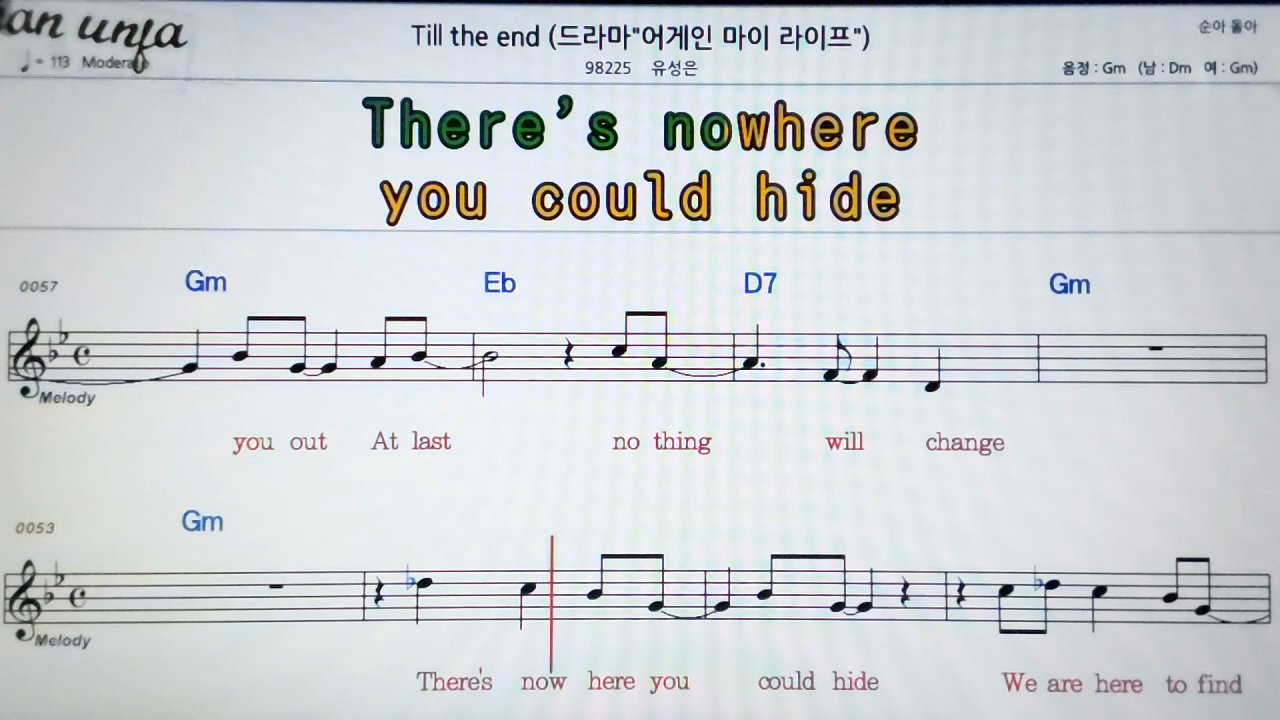 an unfa
Till the end (드라마"어게인 마이 라이프")
순아 돌아
♩= 113 Modera
98225 유성은
음정 : Gm (남 : Dm 여 : Gm)
There's nowhere
you could hide
0057 Gm Eb D7 Gm
Melody
you out At last no thing will change
0053 Gm
Melody
There's now here you could hide We are here to find